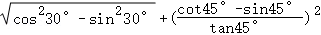 √(cos²30° −sin²30°) +(cot45° −sin45° / tan45°)²